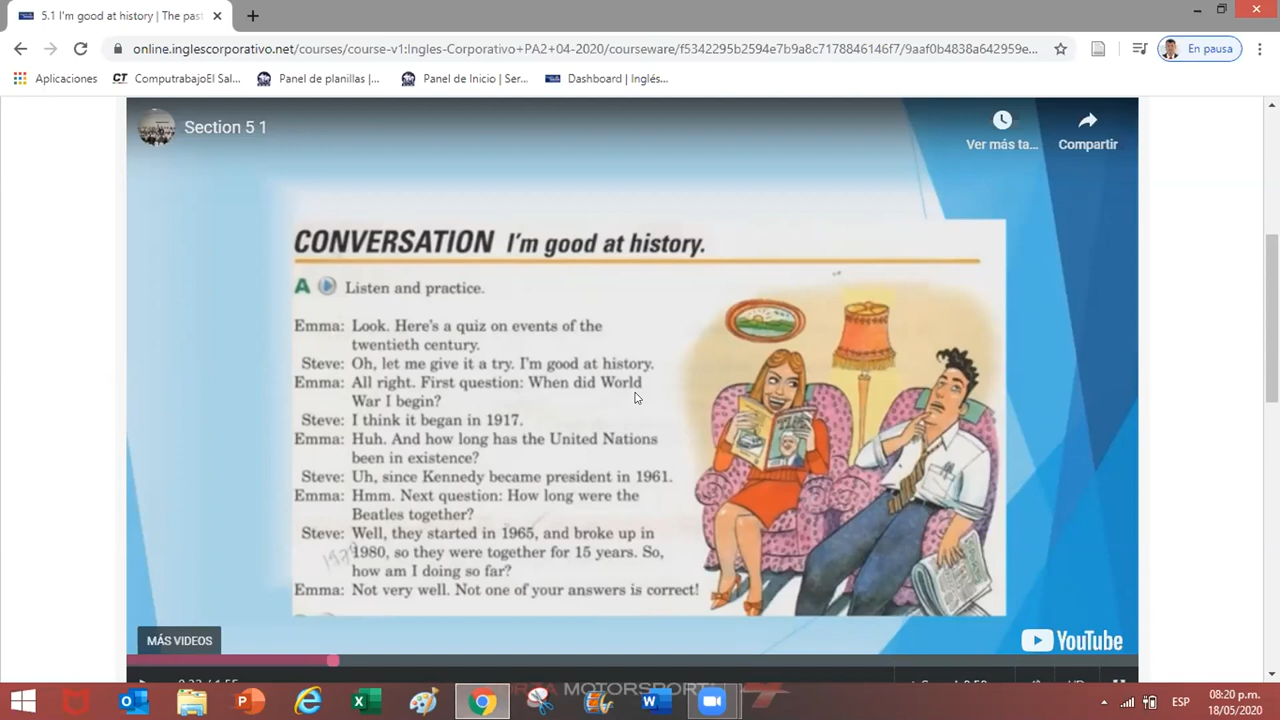 5.1 I'm good at history | The pas
online.inglescorporativo.net/courses/course-v1:Ingles-Corporativo+PA2+04-2020/courseware/f5342295b2594e7b9a8c7178846146f7/9aaf0b4838a642959e...
En pausa
Aplicaciones
CT ComputrabajoEl Sal...
Panel de planillas |...
Panel de Inicio | Ser...
Dashboard | Inglés...
Section 5 1
Ver más ta...
Compartir
CONVERSATION I'm good at history.
A Listen and practice.
Emma: Look. Here's a quiz on events of the
twentieth century.
Steve: Oh, let me give it a try. I'm good at history.
Emma: All right. First question: When did World
War I begin?
Steve: I think it began in 1917.
Emma: Huh. And how long has the United Nations
been in existence?
Steve: Uh, since Kennedy became president in 1961.
Emma: Hmm. Next question: How long were the
Beatles together?
Steve: Well, they started in 1965, and broke up in
1980, so they were together for 15 years. So,
how am I doing so far?
Emma: Not very well. Not one of your answers is correct!
MÁS VIDEOS
YouTube
MOTORSPORT
ESP
08:20 p.m.
18/05/2020